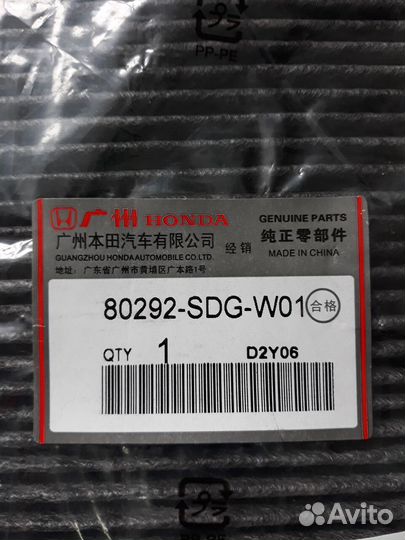 PP-PE
广州 HONDA
GENUINE PARTS
广州本田汽车有限公司 经销 纯正零部件
GUANGZHOU HONDA AUTOMOBILE CO.LTD. MADE IN CHINA
地址: 广东省广州市黄埔区广本路1号
80292-SDG-W01 合格
QTY 1 D2Y06
PP-PE
Avito